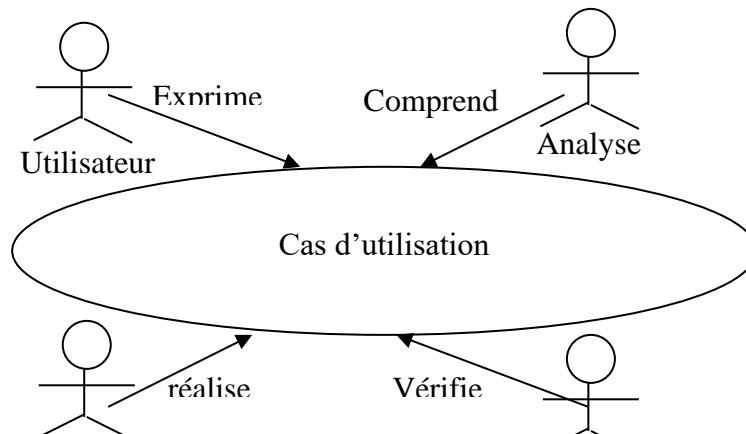 Exprime
Comprend
Utilisateur
Analyse
Cas d’utilisation
réalise
Vérifie